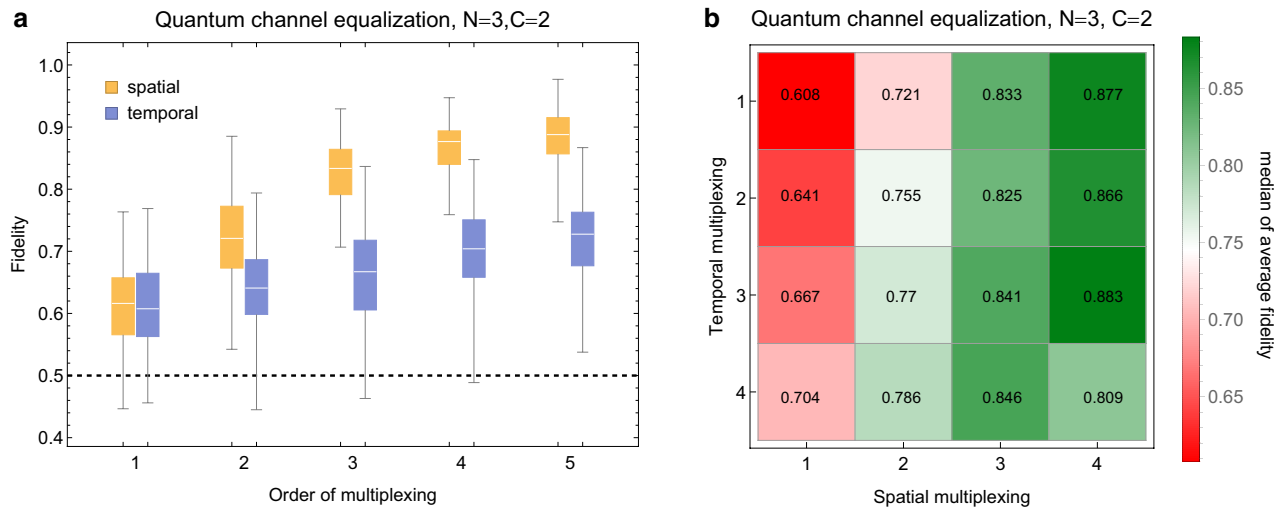 a
Quantum channel equalization, N=3,C=2
1.0
0.9
0.8
0.7
0.6
0.5
0.4
Fidelity
spatial
temporal
1 2 3 4 5
Order of multiplexing
b
Quantum channel equalization, N=3, C=2
Temporal multiplexing
1 0.608 0.721 0.833 0.877
2 0.641 0.755 0.825 0.866
3 0.667 0.77 0.841 0.883
4 0.704 0.786 0.846 0.809
1 2 3 4
Spatial multiplexing
0.85
0.80
0.75
0.70
0.65
median of average fidelity